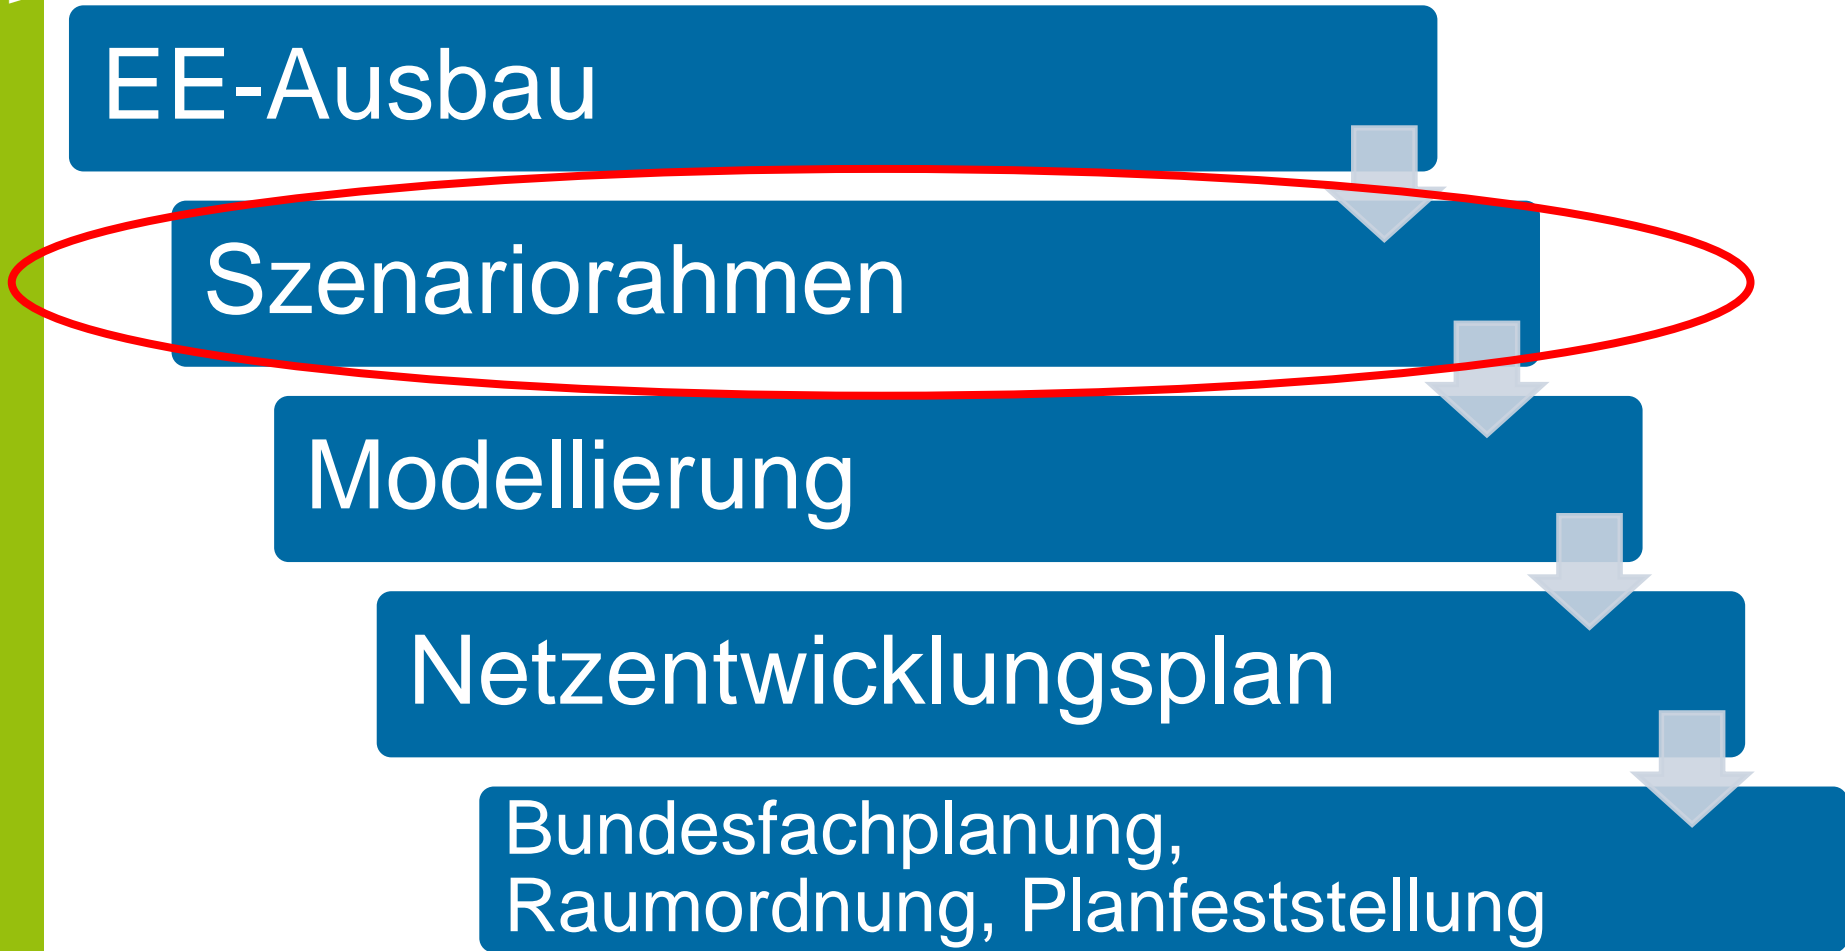 EE-Ausbau
Szenariorahmen
Modellierung
Netzentwicklungsplan
Bundesfachplanung,
Raumordnung, Planfeststellung